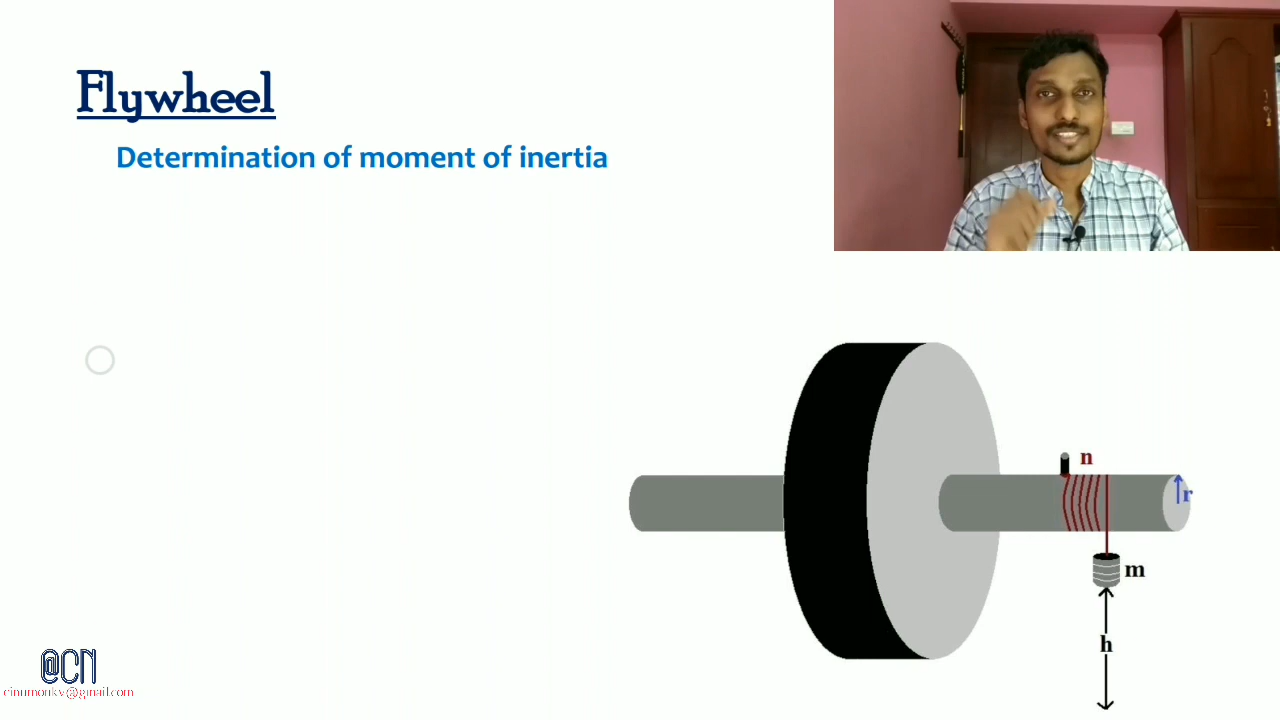 Flywheel
Determination of moment of inertia
n
r
m
h
@CN
cinumonkv@gmail.com